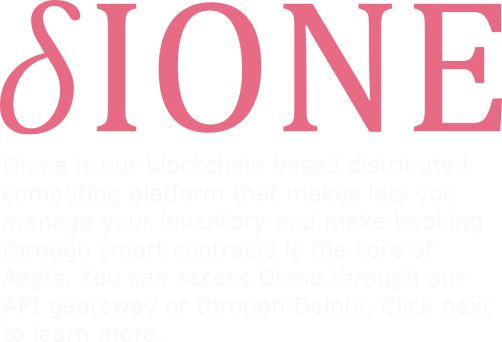 δIONE
Dione is our blockchain based distributed
computing platform that makes lets you
manage your inventory and make booking
through smart contracts is the core of
Aegis. You can access Dione through our
API gaateway or through Delphi. Click next
to learn more.